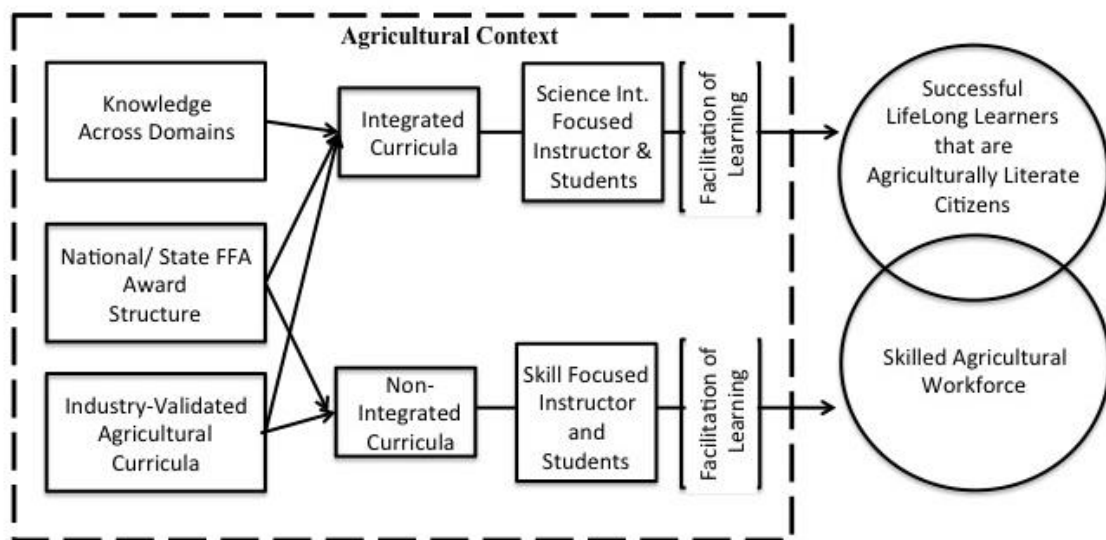 Agricultural Context
Knowledge
Across Domains
Integrated
Curricula
Science Int.
Focused
Instructor &
Students
Facilitation of
Learning
Successful
LifeLong Learners
that are
Agriculturally Literate
Citizens
National/ State FFA
Award
Structure
Industry-Validated
Agricultural
Curricula
Non-
Integrated
Curricula
Skill Focused
Instructor
and
Students
Facilitation of
Learning
Skilled Agricultural
Workforce